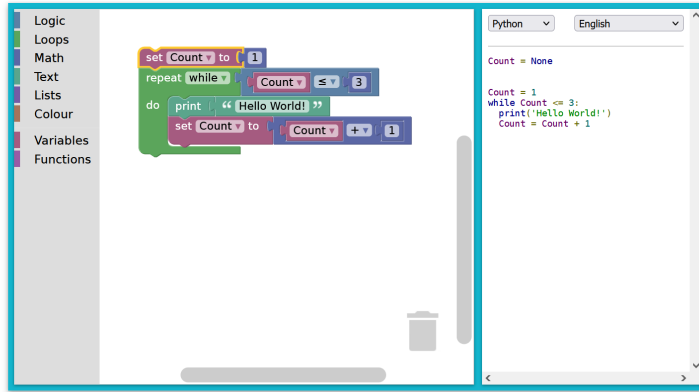 Logic
Loops
Math
Text
Lists
Colour
Variables
Functions
set Count to 1
repeat while Count ≤ 3
do print “ Hello World! ”
set Count to Count + 1
Python English
Count = None
Count = 1
while Count <= 3:
  print('Hello World!')
  Count = Count + 1